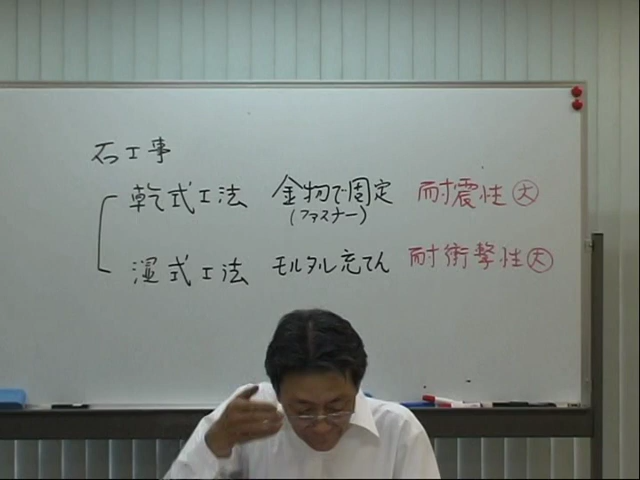 石工事
乾式工法 金物で固定 耐震性 大
(ファスナー)
湿式工法 モルタル充てん 耐衝撃性 大